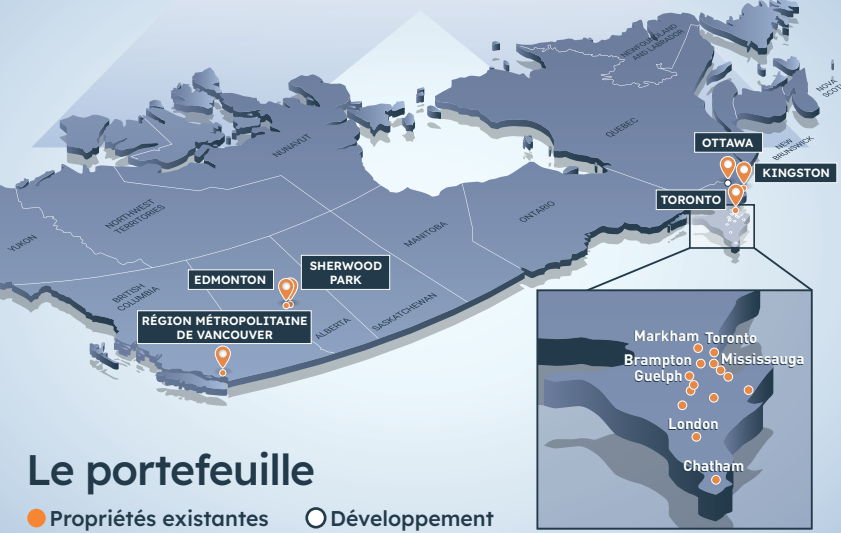 NEWFOUNDLAND
AND LABRADOR
NOVA
QUEBEC
NEW
BRUNSWICK
OTTAWA
KINGSTON
TORONTO
NUNAVUT
NORTHWEST
TERRITORIES
YUKON
ONTARIO
MANITOBA
SASKATCHEWAN
ALBERTA
BRITISH
COLUMBIA
EDMONTON
SHERWOOD
PARK
RÉGION MÉTROPOLITAINE
DE VANCOUVER
Markham
Toronto
Brampton
Mississauga
Guelph
London
Chatham
Le portefeuille
Propriétés existantes
Développement